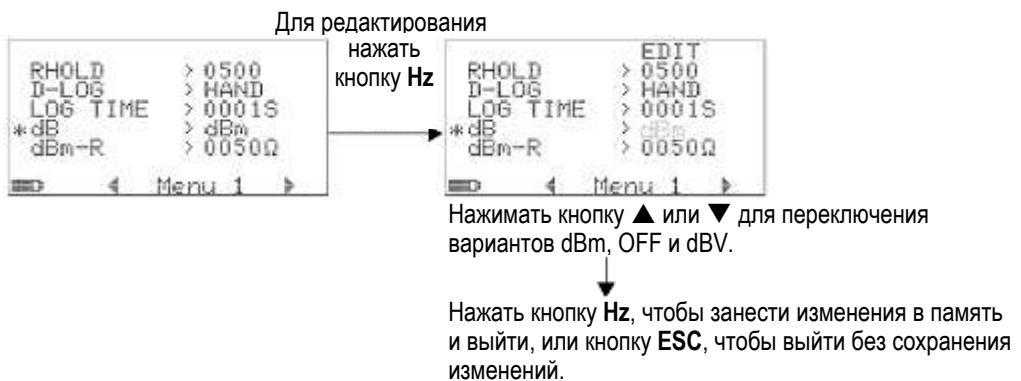 Для редактирования
нажать
кнопку Hz
RHOLD > 0500
D-LOG > HAND
LOG TIME > 0001S
*dB > dBm
dBm-R > 0050Ω
Menu 1
EDIT
RHOLD > 0500
D-LOG > HAND
LOG TIME > 0001S
*dB > dBm
dBm-R > 0050Ω
Menu 1
Нажимать кнопку ▲ или ▼ для переключения
вариантов dBm, OFF и dBV.
Нажать кнопку Hz, чтобы занести изменения в память
и выйти, или кнопку ESC, чтобы выйти без сохранения
изменений.